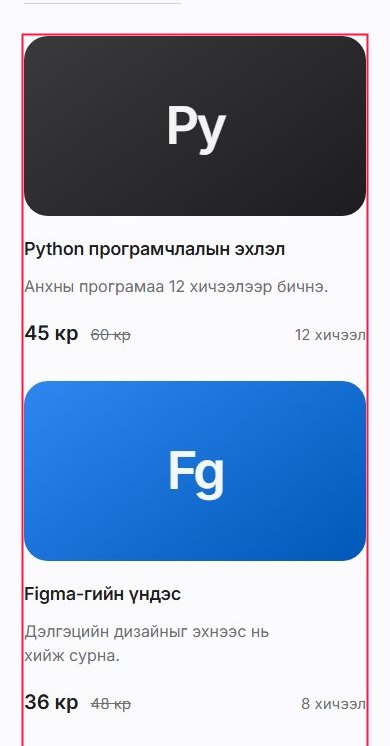 Py
Python програмчлалын эхлэл
Анхны програмаа 12 хичээлээр бичнэ.
45 кр 60 кр 12 хичээл
Fg
Figma-гийн үндэс
Дэлгэцийн дизайныг эхнээс нь
хийж сурна.
36 кр 48 кр 8 хичээл